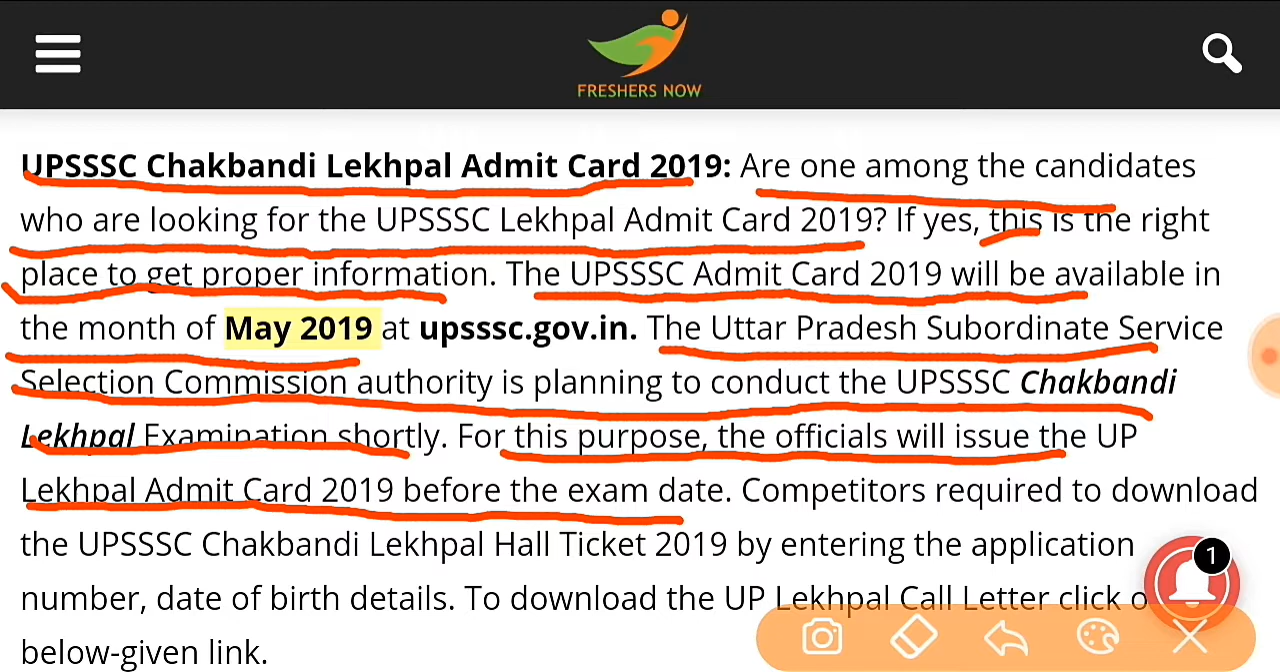 FRESHERS NOW
UPSSSC Chakbandi Lekhpal Admit Card 2019: Are one among the candidates
who are looking for the UPSSSC Lekhpal Admit Card 2019? If yes, this is the right
place to get proper information. The UPSSSC Admit Card 2019 will be available in
the month of May 2019 at upsssc.gov.in. The Uttar Pradesh Subordinate Service
Selection Commission authority is planning to conduct the UPSSSC Chakbandi
Lekhpal Examination shortly. For this purpose, the officials will issue the UP
Lekhpal Admit Card 2019 before the exam date. Competitors required to download
the UPSSSC Chakbandi Lekhpal Hall Ticket 2019 by entering the application
1
number, date of birth details. To download the UP Lekhpal Call Letter click o
below-given link.